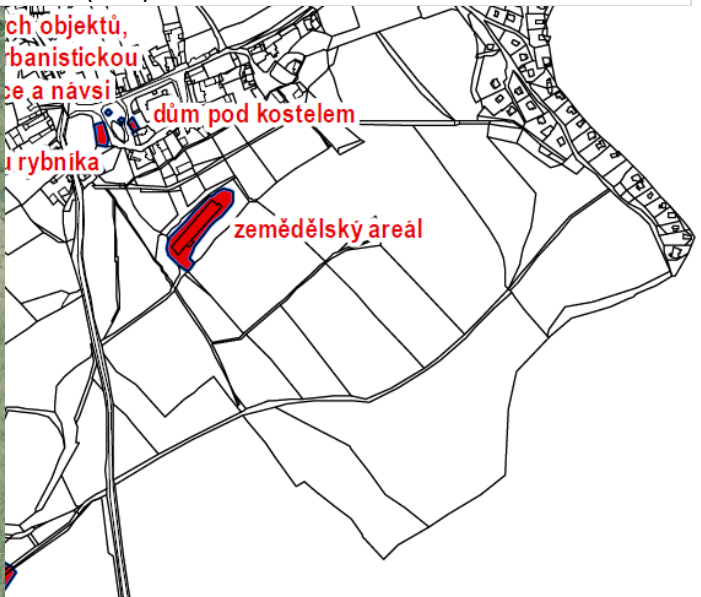 ch objektů,
rbanistickou
ce a návsi
dům pod kostelem
u rybníka
zemědělský areál